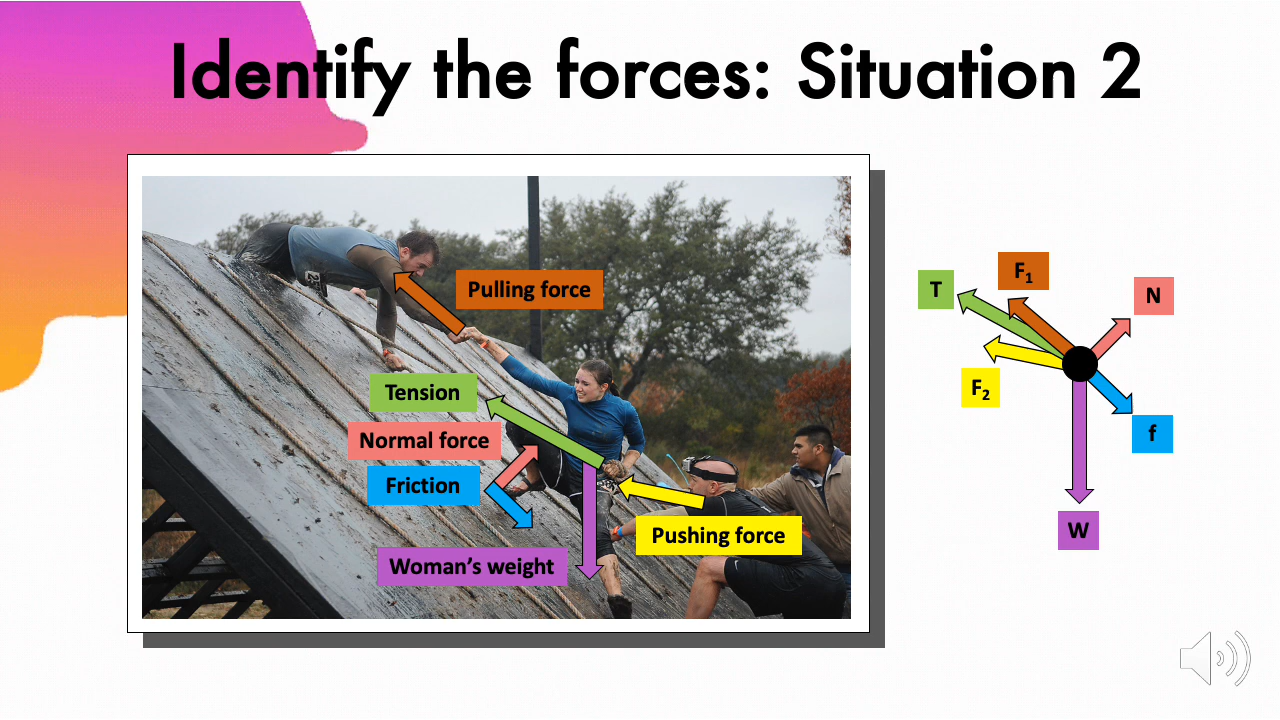 Identify the forces: Situation 2
Pulling force
Tension
Normal force
Friction
Pushing force
Woman's weight
T
F₁
N
F₂
f
W